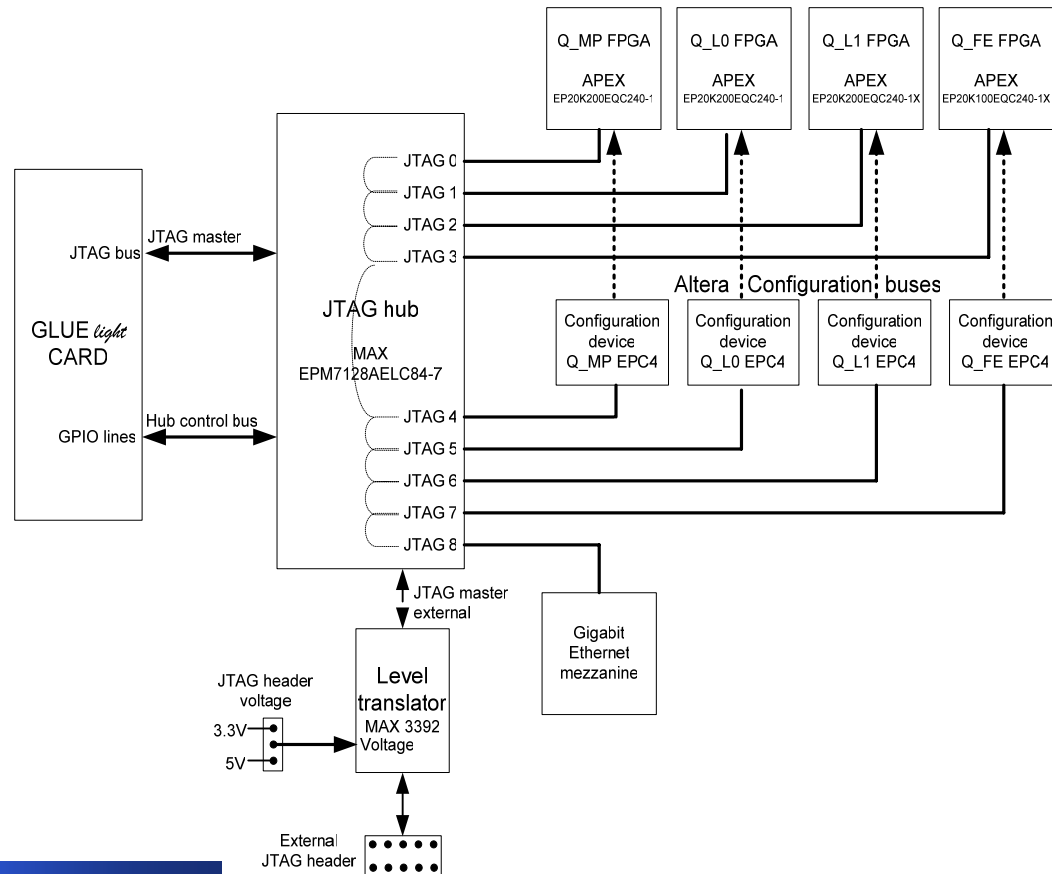 Q_MP FPGA
APEX
EP20K200EQC240-1
Q_L0 FPGA
APEX
EP20K200EQC240-1
Q_L1 FPGA
APEX
EP20K200EQC240-1X
Q_FE FPGA
APEX
EP20K100EQC240-1X
JTAG 0
JTAG 1
JTAG 2
JTAG 3
JTAG bus
JTAG master
GLUE light
CARD
GPIO lines
Hub control bus
JTAG hub
MAX
EPM7128AELC84-7
Altera Configuration buses
Configuration
device
Q_MP EPC4
Configuration
device
Q_L0 EPC4
Configuration
device
Q_L1 EPC4
Configuration
device
Q_FE EPC4
JTAG 4
JTAG 5
JTAG 6
JTAG 7
JTAG 8
JTAG master
external
Gigabit
Ethernet
mezzanine
Level
translator
MAX 3392
Voltage
JTAG header
voltage
3.3V
5V
External
JTAG header